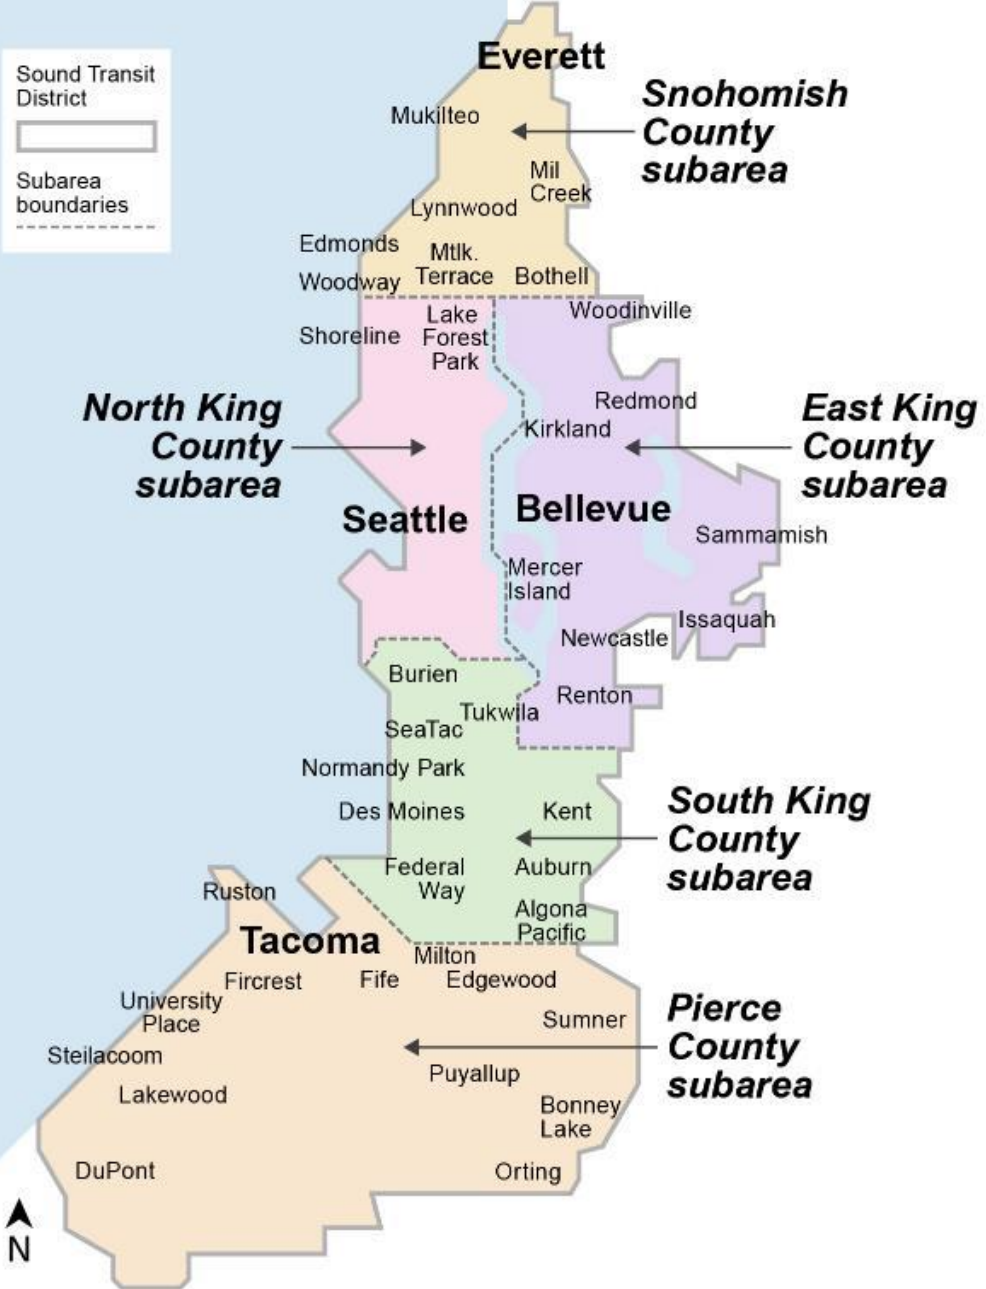 Sound Transit
District
Subarea
boundaries
Everett
Snohomish
County
subarea
Mukilteo
Mil
Creek
Lynnwood
Edmonds
Mtlk.
Terrace
Woodway
Bothell
Woodinville
Shoreline
Lake
Forest
Park
North King
County
subarea
Redmond
Kirkland
East King
County
subarea
Seattle
Bellevue
Sammamish
Mercer
Island
Issaquah
Newcastle
Burien
Renton
Tukwila
SeaTac
Normandy Park
Des Moines
Kent
South King
County
subarea
Federal
Way
Auburn
Algona
Pacific
Ruston
Tacoma
Milton
Fircrest
Fife
Edgewood
University
Place
Sumner
Pierce
County
subarea
Steilacoom
Puyallup
Lakewood
Bonney
Lake
DuPont
Orting
N